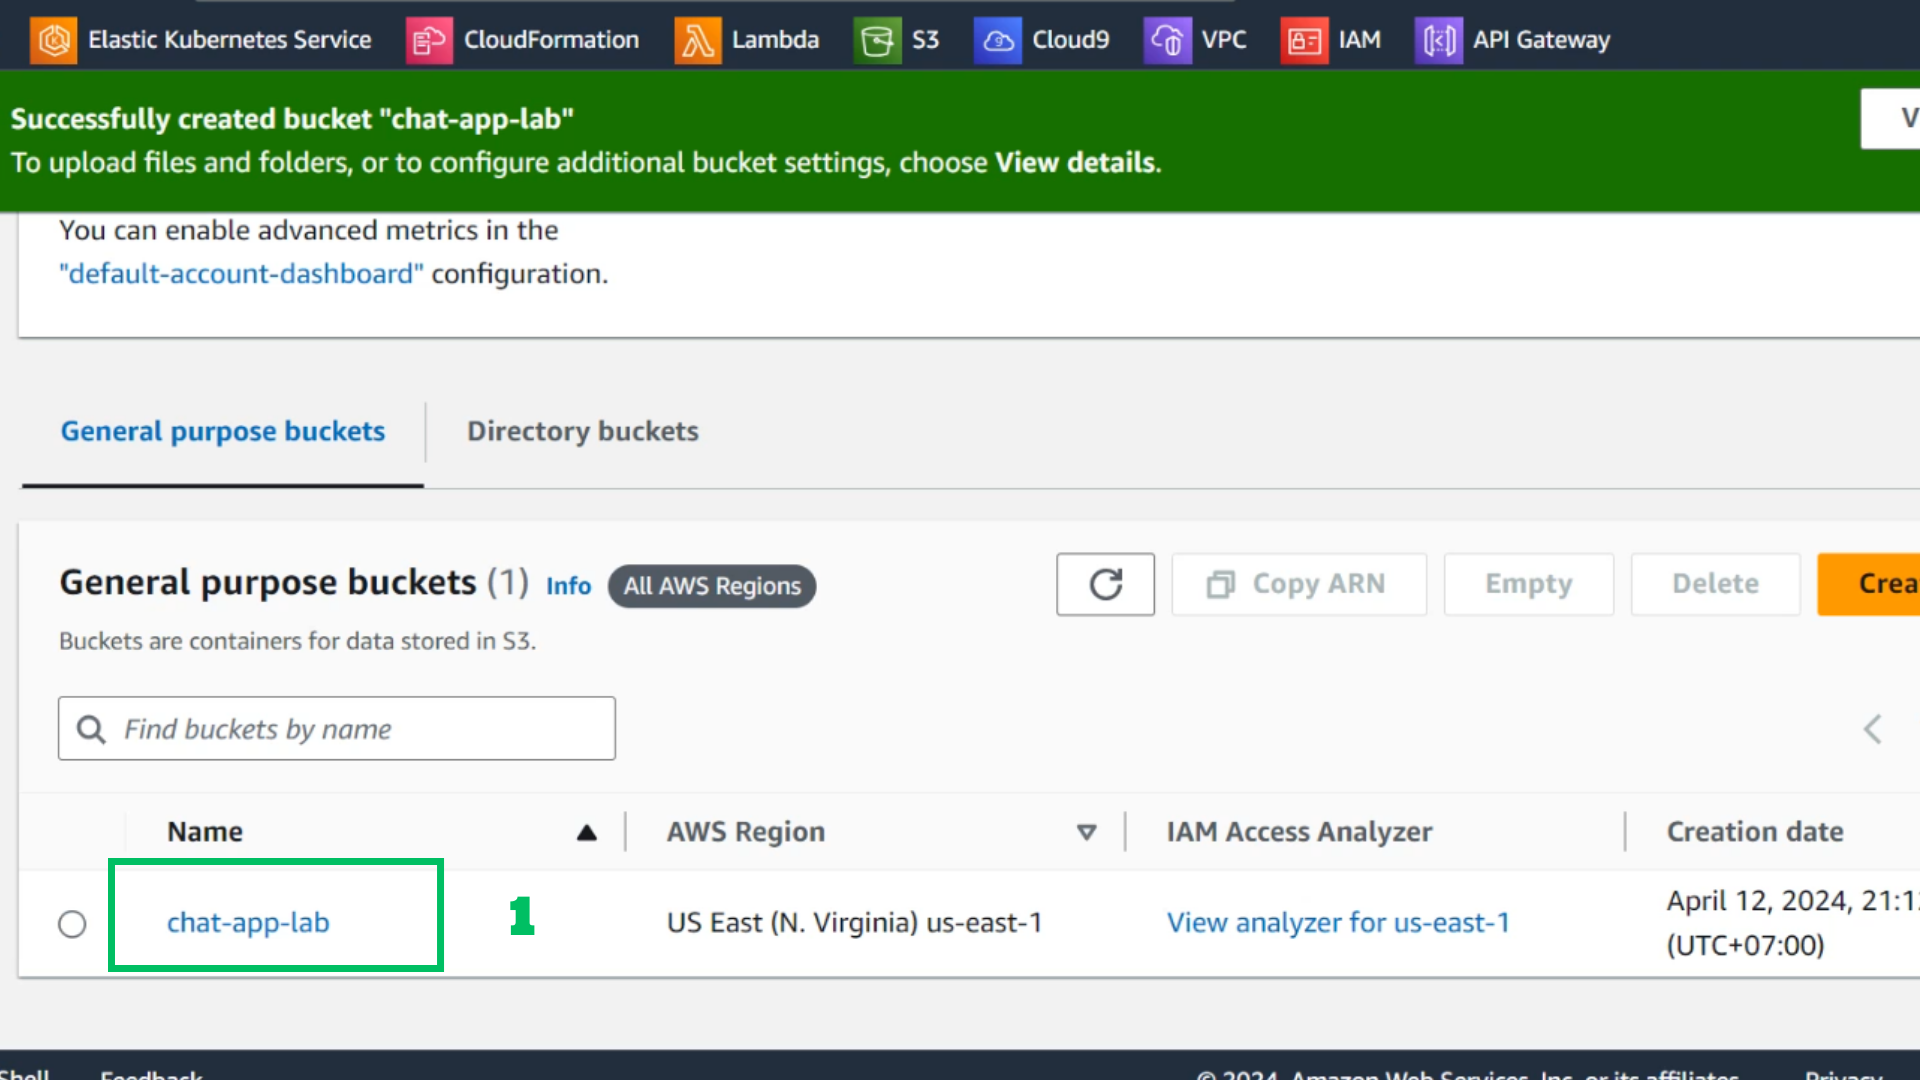 Elastic Kubernetes Service CloudFormation Lambda S3 Cloud9 VPC IAM API Gateway
Successfully created bucket "chat-app-lab"
To upload files and folders, or to configure additional bucket settings, choose View details.
V
You can enable advanced metrics in the
"default-account-dashboard" configuration.
General purpose buckets Directory buckets
General purpose buckets (1) Info All AWS Regions Copy ARN Empty Delete Crea
Buckets are containers for data stored in S3.
Find buckets by name
Name AWS Region IAM Access Analyzer Creation date
chat-app-lab 1 US East (N. Virginia) us-east-1 View analyzer for us-east-1 April 12, 2024, 21:1
(UTC+07:00)
Shell Feedback © 2024, Amazon Web Services, Inc. or its affiliates. Privacy